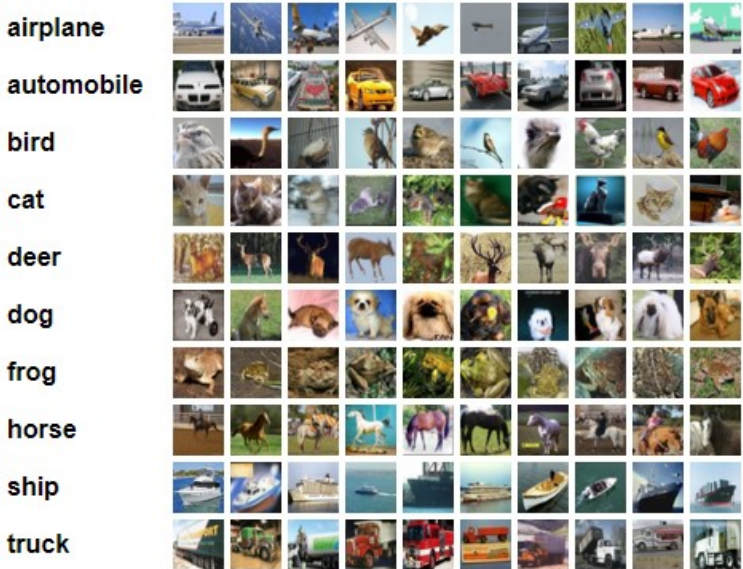 airplane
automobile
bird
cat
deer
dog
frog
horse
ship
truck